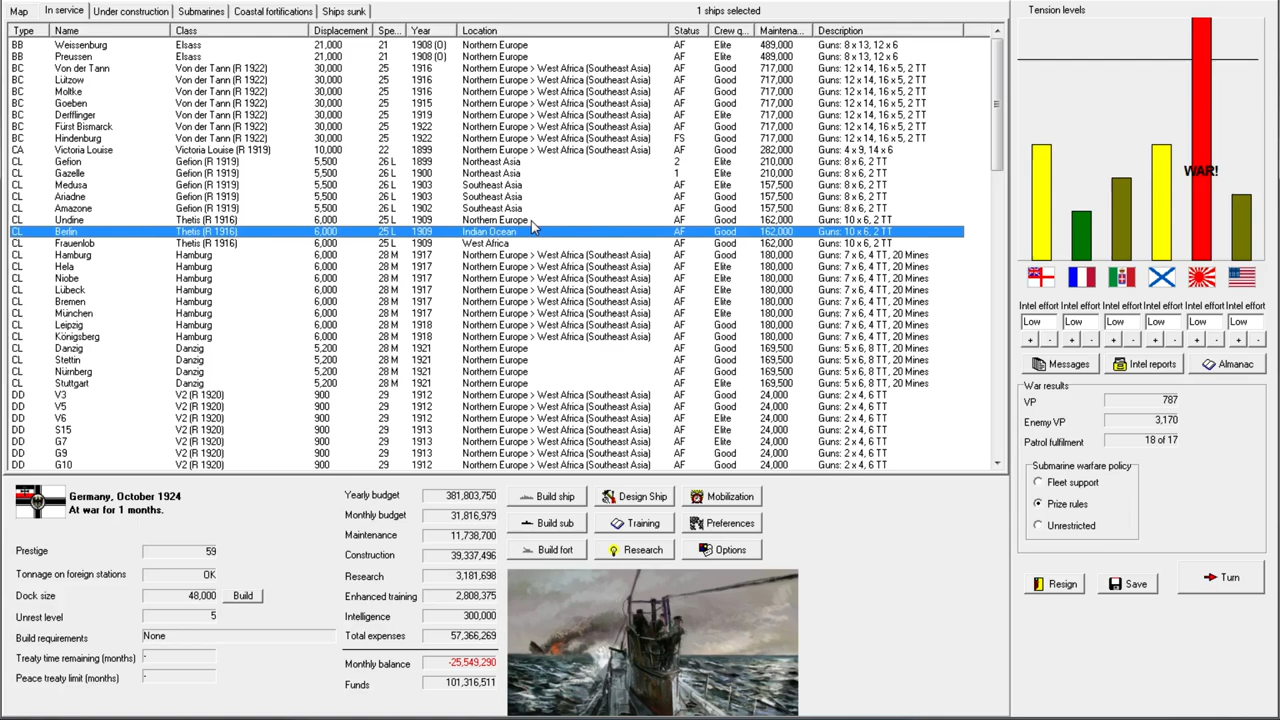 Map In service Under construction Submarines Coastal fortifications Ships sunk 1 ships selected
Type Name Class Displacement Spe... Year Location Status Crew q... Maintena... Description
BB Weissenburg Elsass 21,000 21 1908 (O) Northern Europe AF Elite 489,000 Guns: 8 x 13, 12 x 6
BB Preussen Elsass 21,000 21 1908 (O) Northern Europe AF Elite 489,000 Guns: 8 x 13, 12 x 6
BC Von der Tann Von der Tann (R 1922) 30,000 25 1916 Northern Europe > West Africa (Southeast Asia) AF Good 717,000 Guns: 12 x 14, 16 x 5, 2 TT
BC Lützow Von der Tann (R 1922) 30,000 25 1916 Northern Europe > West Africa (Southeast Asia) AF Good 717,000 Guns: 12 x 14, 16 x 5, 2 TT
BC Moltke Von der Tann (R 1922) 30,000 25 1916 Northern Europe > West Africa (Southeast Asia) AF Good 717,000 Guns: 12 x 14, 16 x 5, 2 TT
BC Goeben Von der Tann (R 1922) 30,000 25 1915 Northern Europe > West Africa (Southeast Asia) AF Good 717,000 Guns: 12 x 14, 16 x 5, 2 TT
BC Derfflinger Von der Tann (R 1922) 30,000 25 1919 Northern Europe > West Africa (Southeast Asia) AF Good 717,000 Guns: 12 x 14, 16 x 5, 2 TT
BC Fürst Bismarck Von der Tann (R 1922) 30,000 25 1922 Northern Europe > West Africa (Southeast Asia) AF Good 717,000 Guns: 12 x 14, 16 x 5, 2 TT
BC Hindenburg Von der Tann (R 1922) 30,000 25 1922 Northern Europe > West Africa (Southeast Asia) FS Good 717,000 Guns: 12 x 14, 16 x 5, 2 TT
CA Victoria Louise Victoria Louise (R 1919) 10,000 22 1899 Northern Europe > West Africa (Southeast Asia) AF Good 282,000 Guns: 4 x 9, 14 x 6
CL Gefion Gefion (R 1919) 5,500 26 L 1899 Northeast Asia 2 Elite 210,000 Guns: 8 x 6, 2 TT
CL Gazelle Gefion (R 1919) 5,500 26 L 1900 Northeast Asia 1 Elite 210,000 Guns: 8 x 6, 2 TT
CL Medusa Gefion (R 1919) 5,500 26 L 1903 Southeast Asia AF Elite 157,500 Guns: 8 x 6, 2 TT
CL Ariadne Gefion (R 1919) 5,500 26 L 1903 Southeast Asia AF Elite 157,500 Guns: 8 x 6, 2 TT
CL Amazone Gefion (R 1919) 5,500 26 L 1902 Southeast Asia AF Good 157,500 Guns: 8 x 6, 2 TT
CL Undine Thetis (R 1916) 6,000 25 L 1909 Northern Europe AF Good 162,000 Guns: 10 x 6, 2 TT
CL Berlin Thetis (R 1916) 6,000 25 L 1909 Indian Ocean AF Good 162,000 Guns: 10 x 6, 2 TT
CL Frauenlob Thetis (R 1916) 6,000 25 L 1909 West Africa AF Good 162,000 Guns: 10 x 6, 2 TT
CL Hamburg Hamburg 6,000 28 M 1917 Northern Europe > West Africa (Southeast Asia) AF Good 180,000 Guns: 7 x 6, 4 TT, 20 Mines
CL Hela Hamburg 6,000 28 M 1917 Northern Europe > West Africa (Southeast Asia) AF Elite 180,000 Guns: 7 x 6, 4 TT, 20 Mines
CL Niobe Hamburg 6,000 28 M 1917 Northern Europe > West Africa (Southeast Asia) AF Elite 180,000 Guns: 7 x 6, 4 TT, 20 Mines
CL Lübeck Hamburg 6,000 28 M 1917 Northern Europe > West Africa (Southeast Asia) AF Good 180,000 Guns: 7 x 6, 4 TT, 20 Mines
CL Bremen Hamburg 6,000 28 M 1917 Northern Europe > West Africa (Southeast Asia) AF Elite 180,000 Guns: 7 x 6, 4 TT, 20 Mines
CL München Hamburg 6,000 28 M 1917 Northern Europe > West Africa (Southeast Asia) AF Elite 180,000 Guns: 7 x 6, 4 TT, 20 Mines
CL Leipzig Hamburg 6,000 28 M 1918 Northern Europe > West Africa (Southeast Asia) AF Good 180,000 Guns: 7 x 6, 4 TT, 20 Mines
CL Königsberg Hamburg 6,000 28 M 1917 Northern Europe > West Africa (Southeast Asia) AF Good 180,000 Guns: 7 x 6, 4 TT, 20 Mines
CL Danzig Danzig 5,200 28 M 1921 Northern Europe AF Good 169,500 Guns: 5 x 6, 8 TT, 20 Mines
CL Stettin Danzig 5,200 28 M 1921 Northern Europe AF Good 169,500 Guns: 5 x 6, 8 TT, 20 Mines
CL Nürnberg Danzig 5,200 28 M 1921 Northern Europe AF Good 169,500 Guns: 5 x 6, 8 TT, 20 Mines
CL Stuttgart Danzig 5,200 28 M 1921 Northern Europe AF Elite 169,500 Guns: 5 x 6, 8 TT, 20 Mines
DD V3 V2 (R 1920) 900 29 1912 Northern Europe > West Africa (Southeast Asia) AF Good 24,000 Guns: 2 x 4, 6 TT
DD V5 V2 (R 1920) 900 29 1912 Northern Europe > West Africa (Southeast Asia) AF Good 24,000 Guns: 2 x 4, 6 TT
DD V6 V2 (R 1920) 900 29 1912 Northern Europe > West Africa (Southeast Asia) AF Elite 24,000 Guns: 2 x 4, 6 TT
DD S15 V2 (R 1920) 900 29 1913 Northern Europe > West Africa (Southeast Asia) AF Elite 24,000 Guns: 2 x 4, 6 TT
DD G7 V2 (R 1920) 900 29 1913 Northern Europe > West Africa (Southeast Asia) AF Elite 24,000 Guns: 2 x 4, 6 TT
DD G9 V2 (R 1920) 900 29 1913 Northern Europe > West Africa (Southeast Asia) AF Good 24,000 Guns: 2 x 4, 6 TT
DD G10 V2 (R 1920) 900 29 1912 Northern Europe > West Africa (Southeast Asia) AF Good 24,000 Guns: 2 x 4, 6 TT
Germany, October 1924
At war for 1 months.
Prestige 59
Tonnage on foreign stations OK
Dock size 48,000 Build
Unrest level 5
Build requirements None
Treaty time remaining (months) -
Peace treaty limit (months) -
Yearly budget 381,803,750
Monthly budget 31,816,979
Maintenance 11,738,700
Construction 39,337,496
Research 3,181,698
Enhanced training 2,808,375
Intelligence 300,000
Total expenses 57,366,269
Monthly balance -25,549,290
Funds 101,316,511
Build ship Design Ship Mobilization
Build sub Training Preferences
Build fort Research Options
Tension levels
WAR!
Intel effort Intel effort Intel effort Intel effort Intel effort Intel effort
Low Low Low Low Low Low
+ - + - + - + - + - + -
Messages Intel reports Almanac
War results
VP 787
Enemy VP 3,170
Patrol fulfilment 18 of 17
Submarine warfare policy
Fleet support
Prize rules
Unrestricted
Resign Save Turn